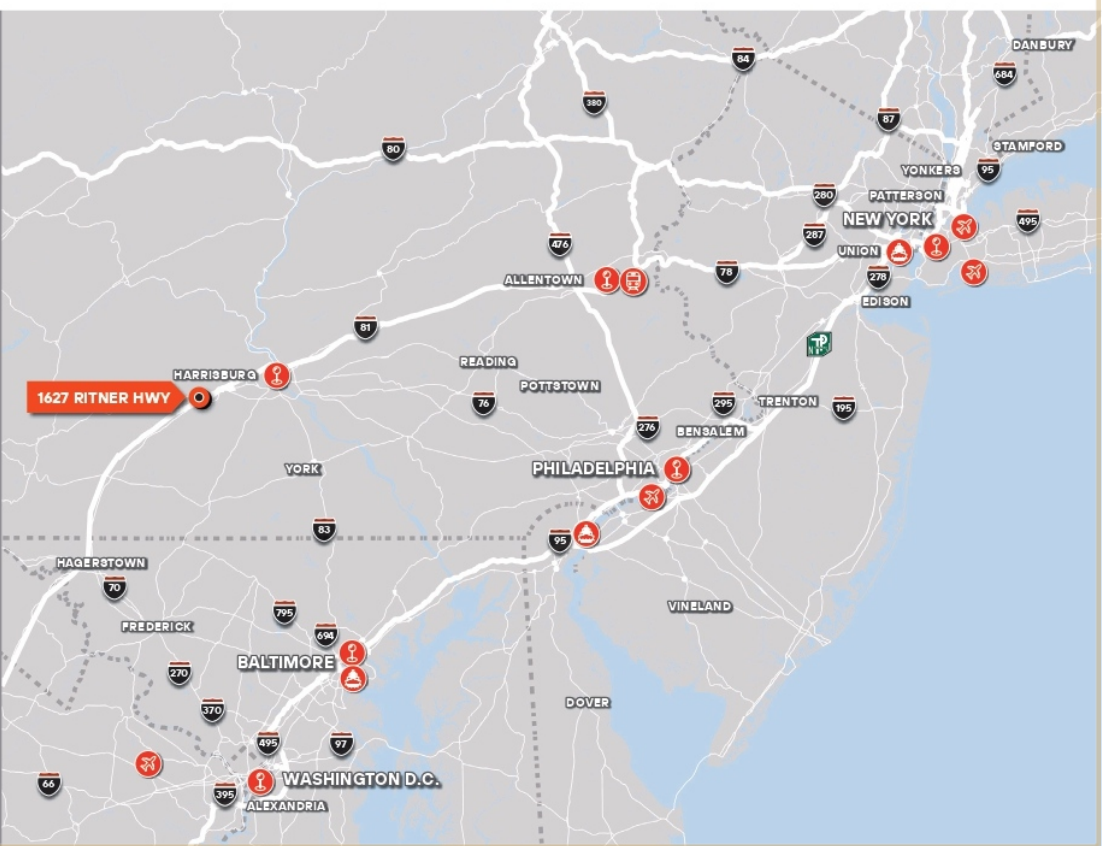 DANBURY
84
684
380
87
80
STAMFORD
YONKERS
95
280
PATTERSON
NEW YORK
495
287
476
UNION
78
278
ALLENTOWN
EDISON
81
TP
READING
HARRISBURG
POTTSTOWN
1627 RITNER HWY
76
295
TRENTON
195
276
BENSALEM
PHILADELPHIA
YORK
83
95
HAGERSTOWN
70
VINELAND
795
FREDERICK
694
BALTIMORE
270
DOVER
370
495
97
66
WASHINGTON D.C.
395
ALEXANDRIA